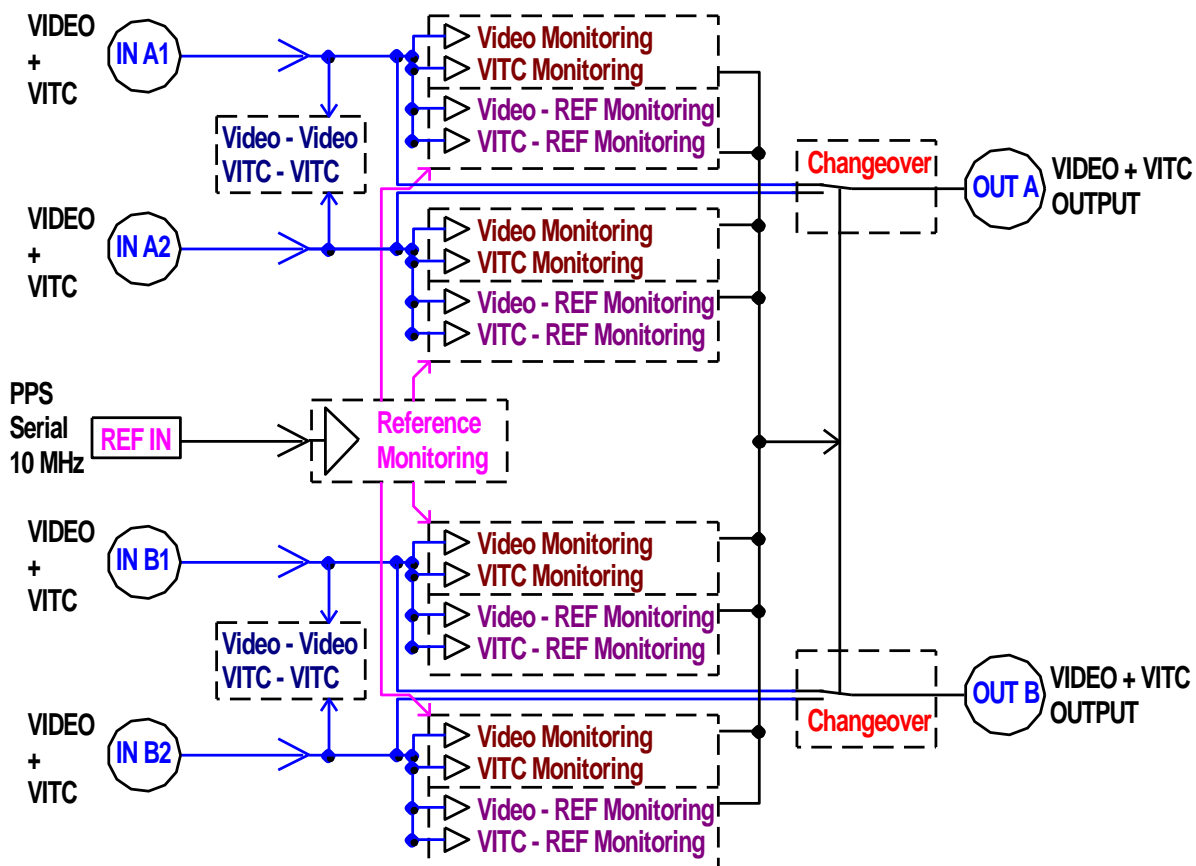 VIDEO
+
VITC
IN A1
Video Monitoring
VITC Monitoring
Video - REF Monitoring
VITC - REF Monitoring
Video - Video
VITC - VITC
Changeover
OUT A
VIDEO + VITC
OUTPUT
VIDEO
+
VITC
IN A2
Video Monitoring
VITC Monitoring
Video - REF Monitoring
VITC - REF Monitoring
PPS
Serial
10 MHz
REF IN
Reference
Monitoring
VIDEO
+
VITC
IN B1
Video Monitoring
VITC Monitoring
Video - REF Monitoring
VITC - REF Monitoring
Video - Video
VITC - VITC
Changeover
OUT B
VIDEO + VITC
OUTPUT
VIDEO
+
VITC
IN B2
Video Monitoring
VITC Monitoring
Video - REF Monitoring
VITC - REF Monitoring